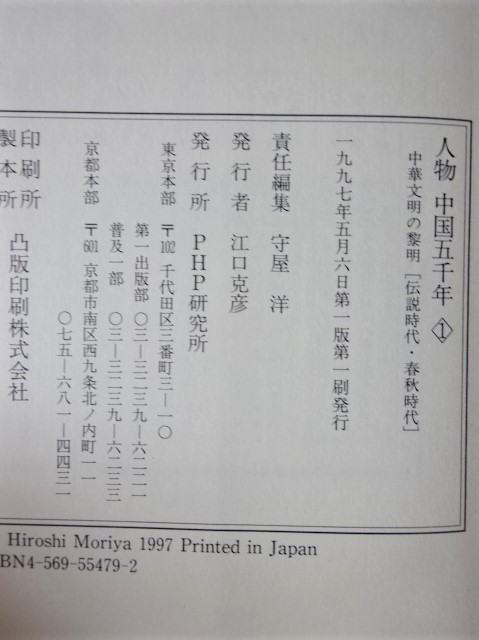 人物 中国五千年 1
中華文明の黎明［伝説時代・春秋時代］
一九九七年五月六日第一版第一刷発行
責任編集 守屋 洋
発行者 江口克彦
発行所 PHP研究所
東京本部 〒102 千代田区三番町三―一〇
第一出版部 〇三―三二三九―六二二一
普及一部 〇三―三二三九―六二三三
京都本部 〒601 京都市南区西九条北ノ内町一一
〇七五―六八一―四四三一
印刷所
製本所
凸版印刷株式会社
Hiroshi Moriya 1997 Printed in Japan
BN4-569-55479-2